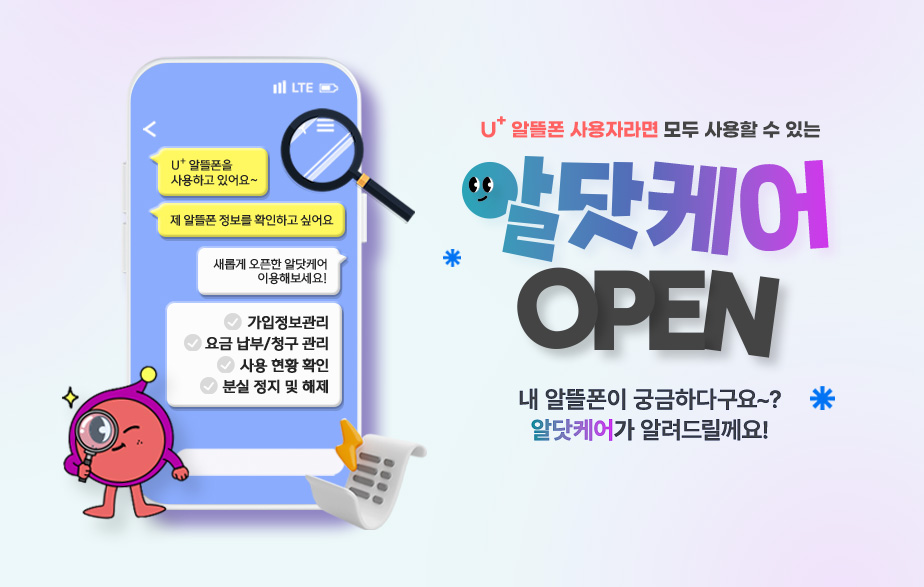 LTE
U+ 알뜰폰을
사용하고 있어요~
제 알뜰폰 정보를 확인하고 싶어요
새롭게 오픈한 알닷케어
이용해보세요!
가입정보관리
요금 납부/청구 관리
사용 현황 확인
분실 정지 및 해제
U+ 알뜰폰 사용자라면 모두 사용할 수 있는
알닷케어
OPEN
내 알뜰폰이 궁금하다구요~?
알닷케어가 알려드릴께요!